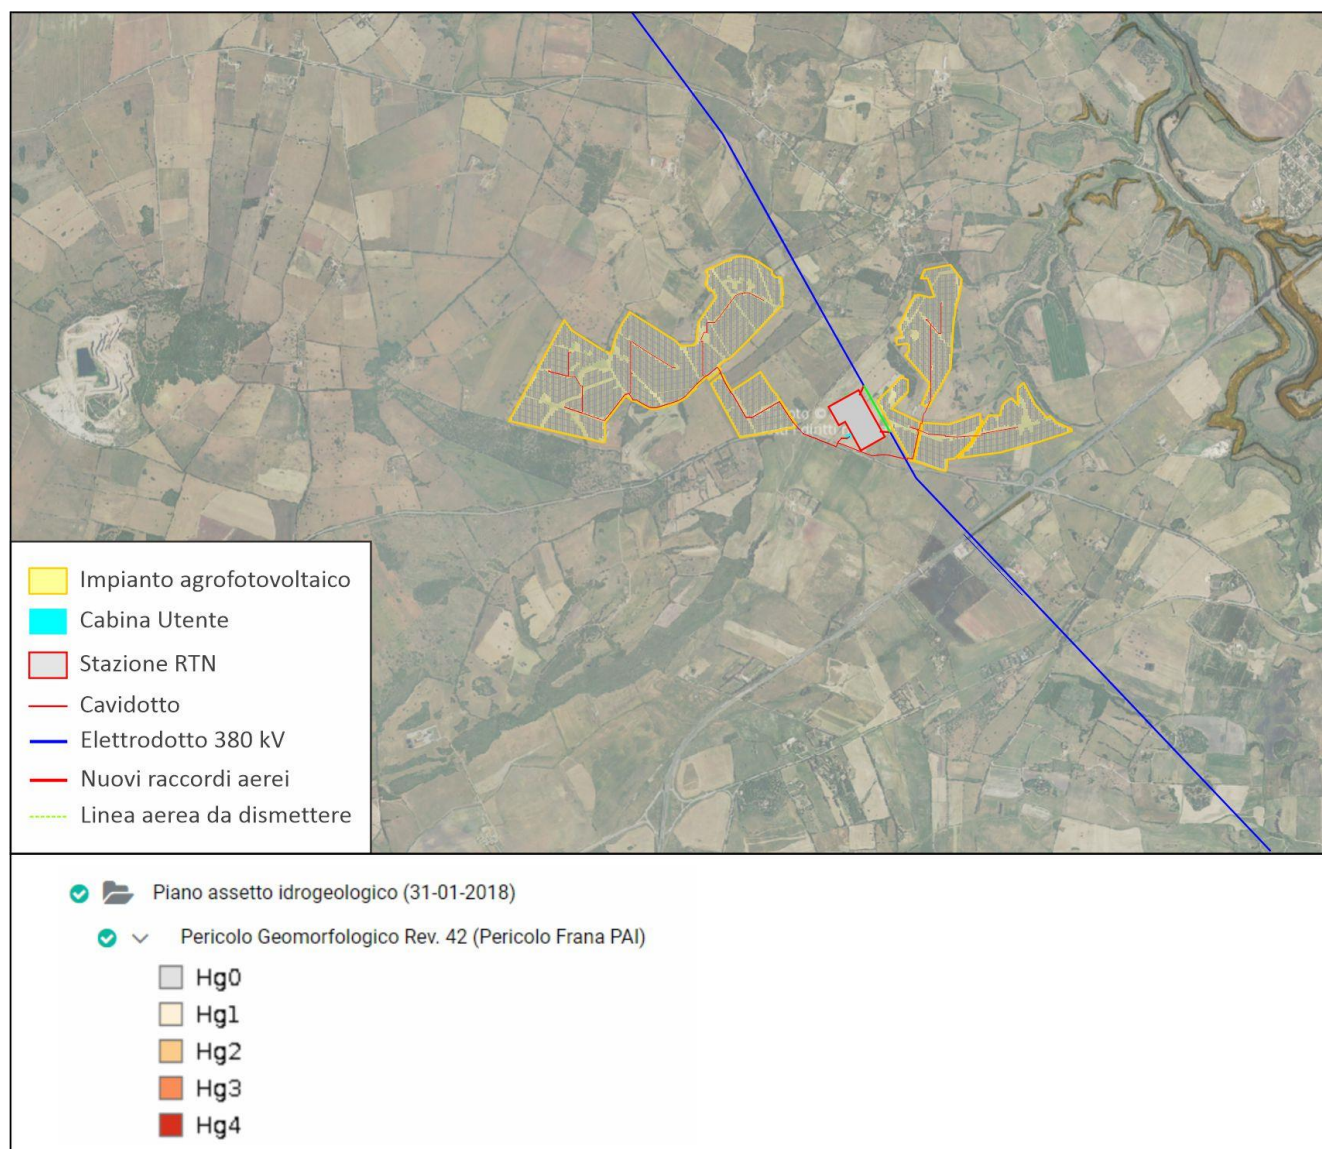 Impianto agrofotovoltaico
Cabina Utente
Stazione RTN
Cavidotto
Elettrodotto 380 kV
Nuovi raccordi aerei
Linea aerea da dismettere
Piano assetto idrogeologico (31-01-2018)
Pericolo Geomorfologico Rev. 42 (Pericolo Frana PAI)
Hg0
Hg1
Hg2
Hg3
Hg4